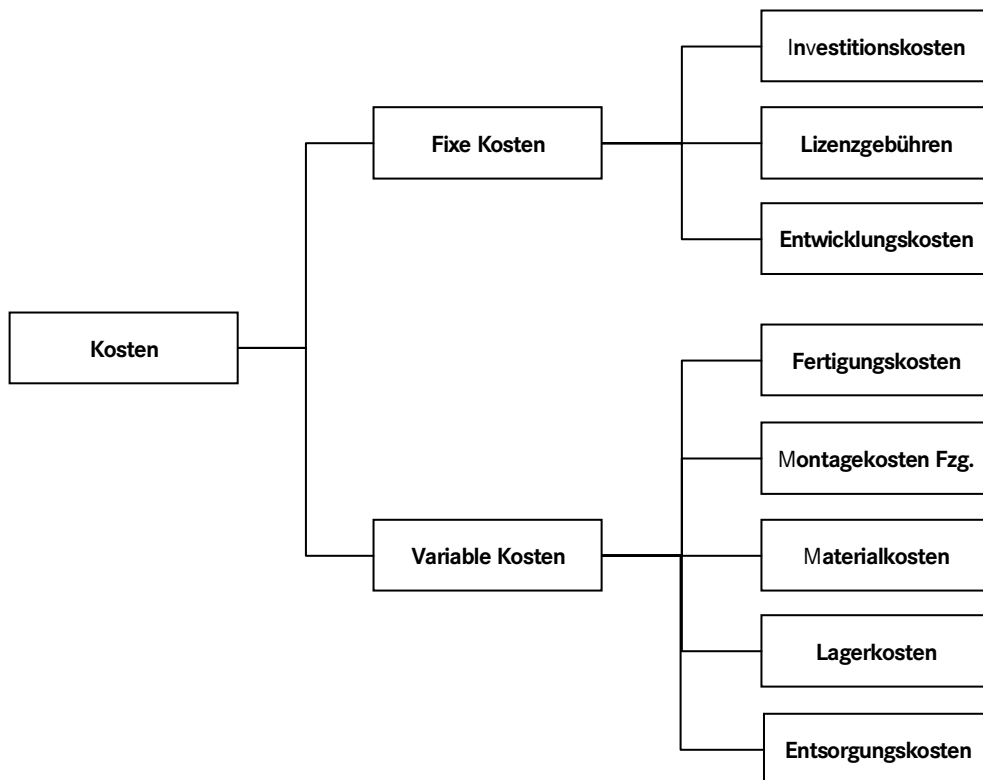 Kosten
Fixe Kosten
Investitionskosten
Lizenzgebühren
Entwicklungskosten
Variable Kosten
Fertigungskosten
Montagekosten Fzg.
Materialkosten
Lagerkosten
Entsorgungskosten